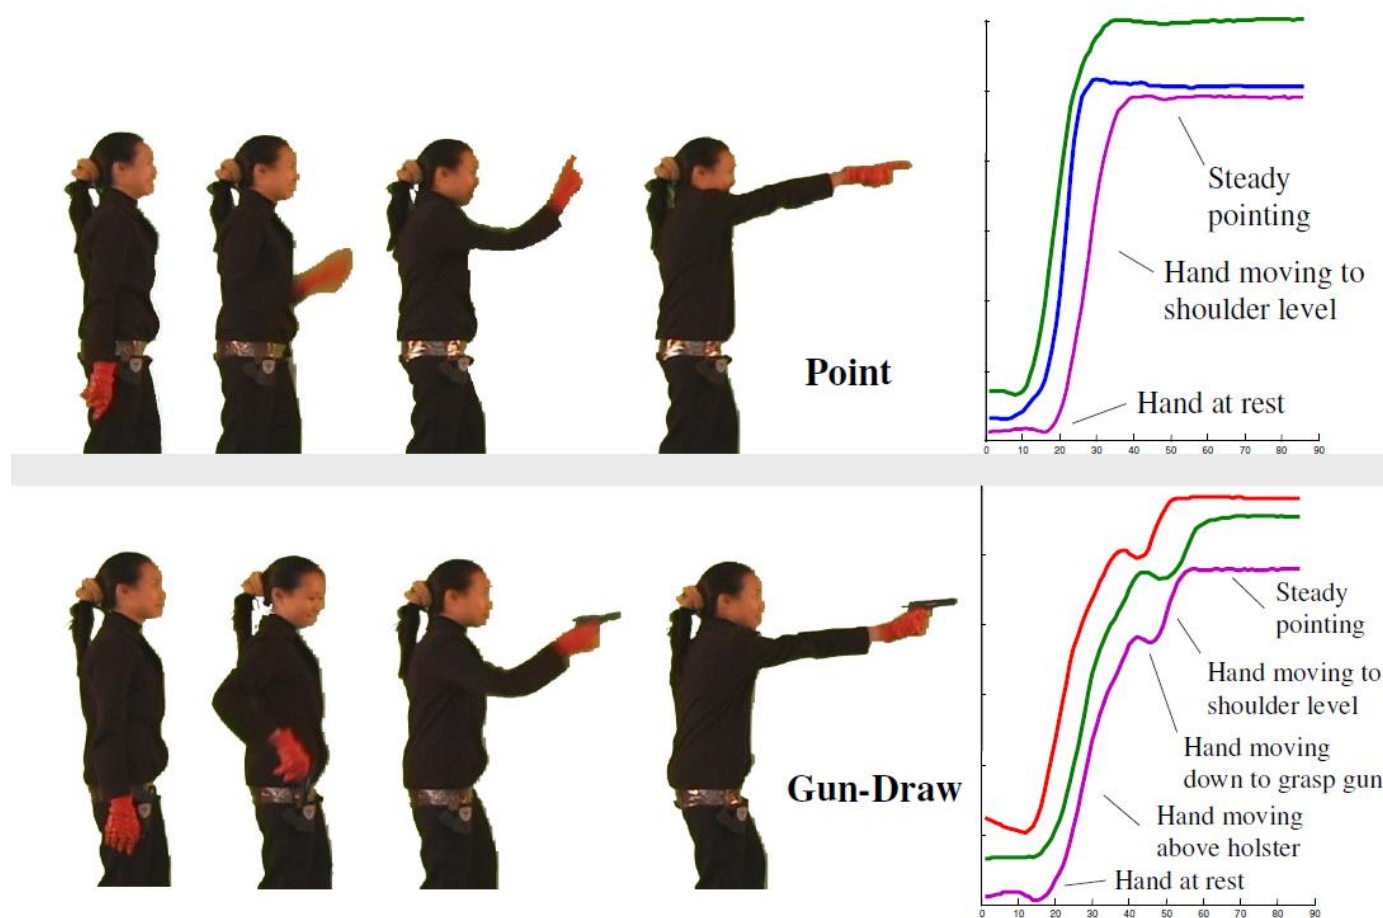 Steady
pointing
Hand moving to
shoulder level
Point
Hand at rest
0 10 20 30 40 50 60 70 80 90
Steady
pointing
Hand moving to
shoulder level
Hand moving
down to grasp gun
Gun-Draw
Hand moving
above holster
Hand at rest
0 10 20 30 40 50 60 70 80 90